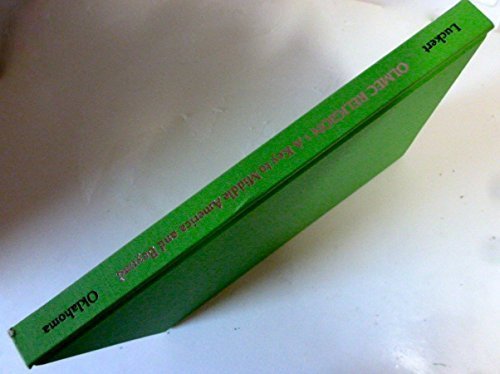 Luckert
OLMEC RELIGION • A Key to Middle America and Beyond
Oklahoma